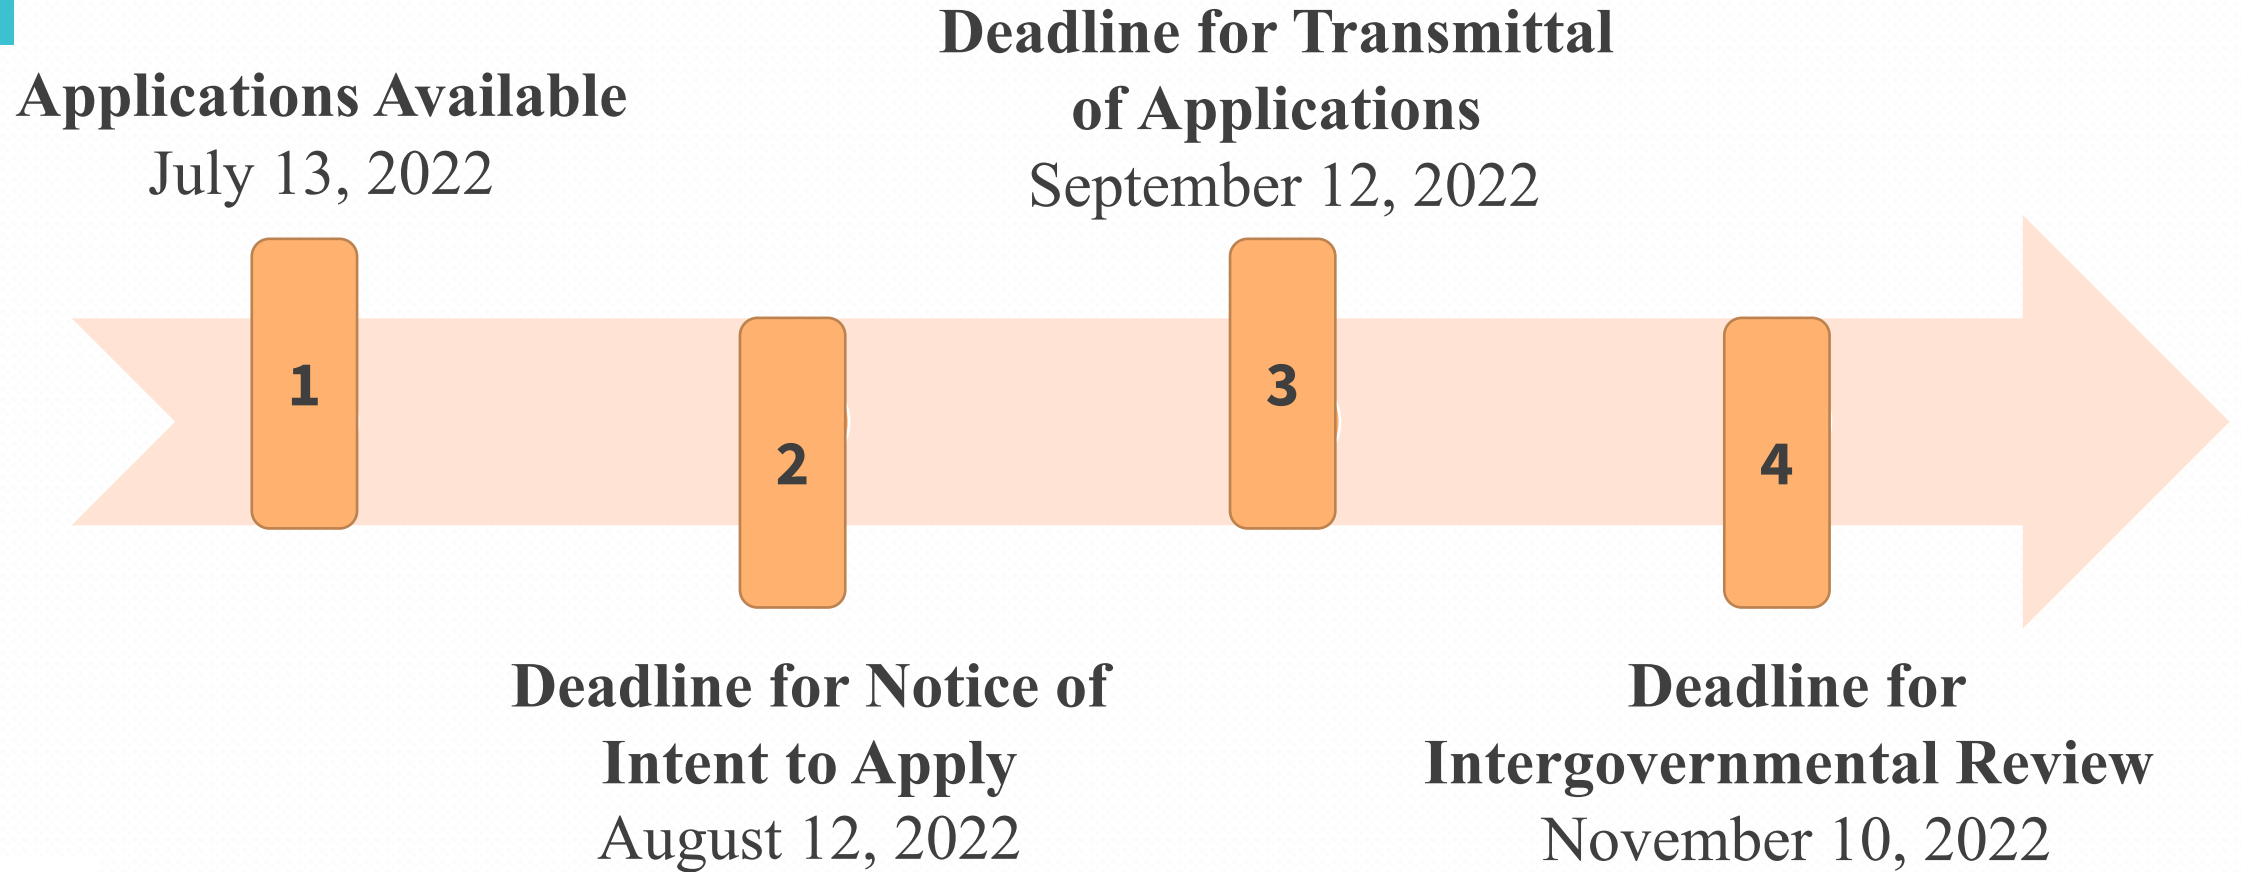 Applications Available
July 13, 2022
1
Deadline for Notice of
Intent to Apply
August 12, 2022
2
Deadline for Transmittal
of Applications
September 12, 2022
3
Deadline for
Intergovernmental Review
November 10, 2022
4